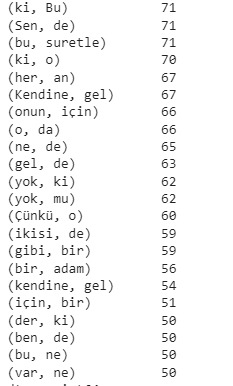 (ki, Bu) 71
(Sen, de) 71
(bu, suretle) 71
(ki, o) 70
(her, an) 67
(Kendine, gel) 67
(onun, için) 66
(o, da) 66
(ne, de) 65
(gel, de) 63
(yok, ki) 62
(yok, mu) 62
(Çünkü, o) 60
(ikisi, de) 59
(gibi, bir) 59
(bir, adam) 56
(kendine, gel) 54
(için, bir) 51
(der, ki) 50
(ben, de) 50
(bu, ne) 50
(var, ne) 50